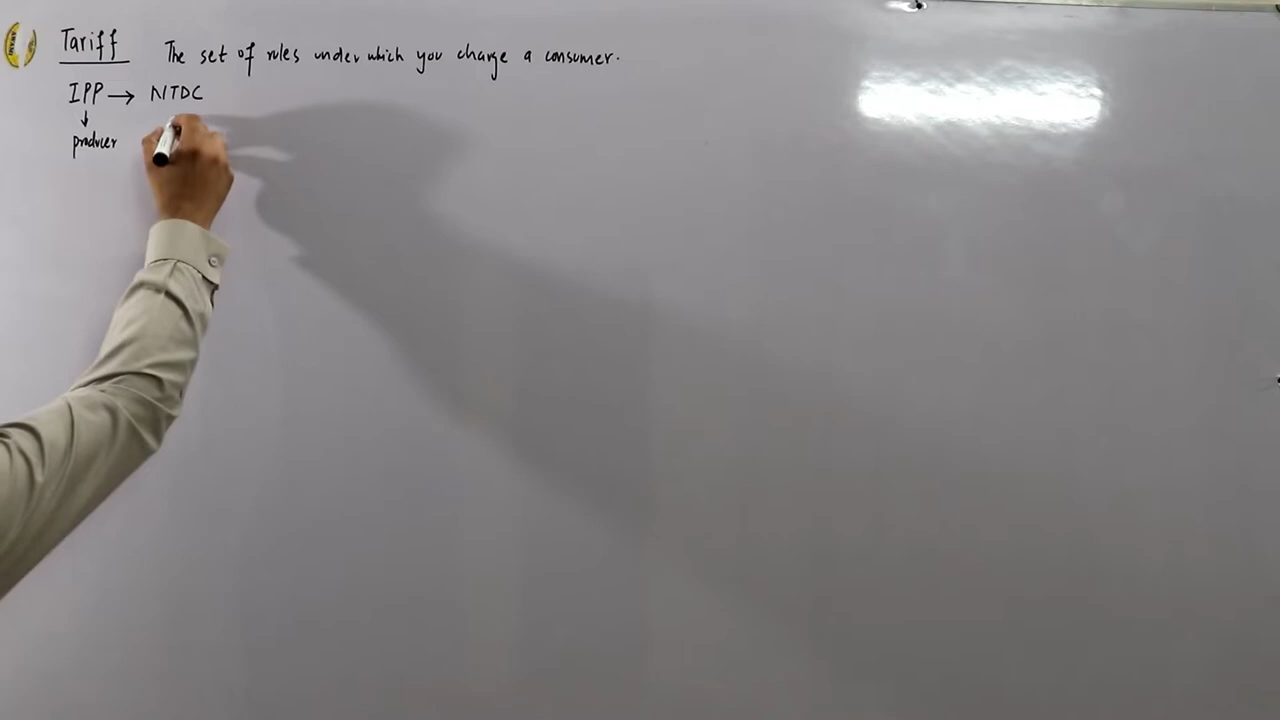 Tariff The set of rules under which you charge a consumer.
IPP → NTDC
↓
producer